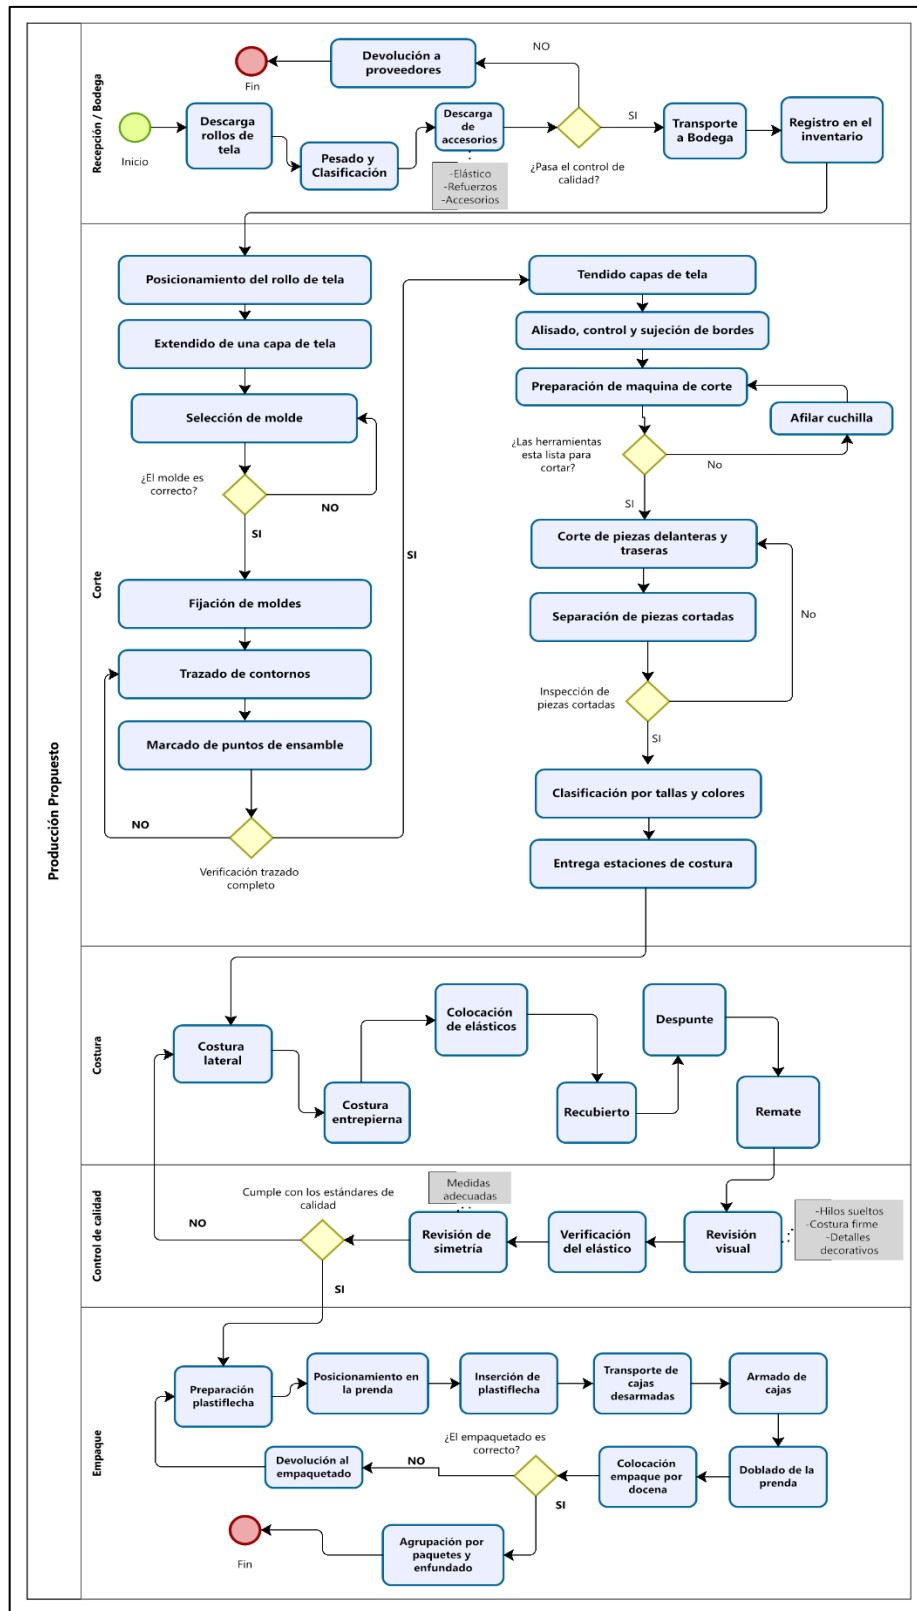 Producción Propuesto
Recepción / Bodega
Fin
Devolución a
proveedores
NO
Inicio
Descarga
rollos de
tela
Pesado y
Clasificación
Descarga
de
accesorios
-Elástico
-Refuerzos
-Accesorios
¿Pasa el control de
calidad?
SI
Transporte
a Bodega
Registro en el
inventario
Corte
Posicionamiento del rollo de tela
Extendido de una capa de tela
Selección de molde
¿El molde es
correcto?
NO
SI
Fijación de moldes
Trazado de contornos
Marcado de puntos de ensamble
NO
Verificación trazado
completo
SI
Tendido capas de tela
Alisado, control y sujeción de bordes
Preparación de maquina de corte
Afilar cuchilla
¿Las herramientas
esta lista para
cortar?
No
SI
Corte de piezas delanteras y
traseras
Separación de piezas cortadas
No
Inspección de
piezas cortadas
SI
Clasificación por tallas y colores
Entrega estaciones de costura
Costura
Costura
lateral
Costura
entrepierna
Colocación
de elásticos
Recubierto
Despunte
Remate
Control de calidad
Cumple con los estándares de
calidad
NO
SI
Medidas
adecuadas
Revisión de
simetría
Verificación
del elástico
Revisión
visual
-Hilos sueltos
-Costura firme
-Detalles
decorativos
Empaque
Preparación
plastiflecha
Posicionamiento en
la prenda
Inserción de
plastiflecha
Transporte de
cajas desarmadas
Armado de
cajas
Devolución al
empaquetado
NO
¿El empaquetado es
correcto?
SI
Colocación
empaque por
docena
Doblado de la
prenda
Fin
Agrupación por
paquetes y
enfundado